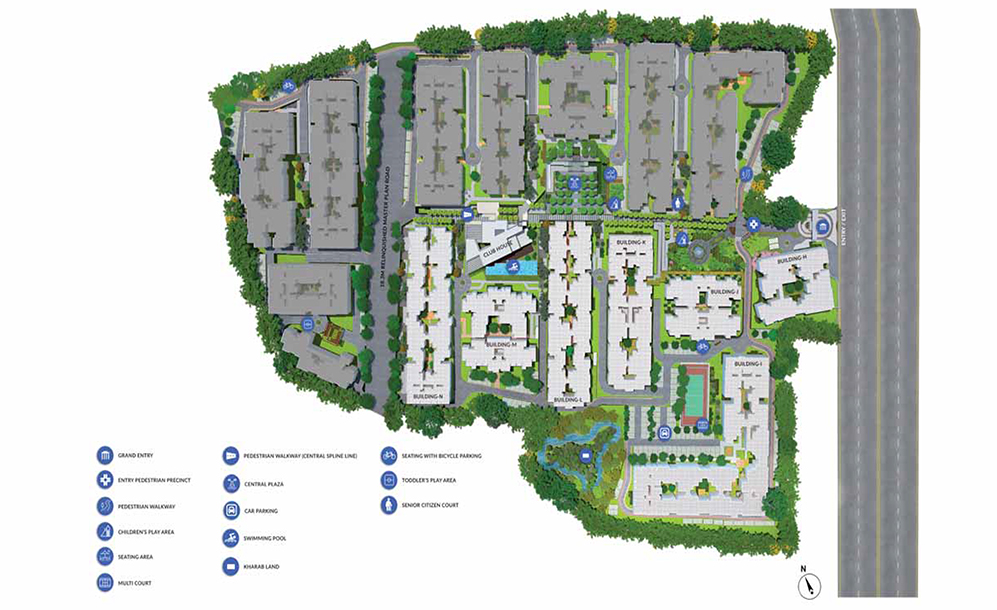 18.3M RELINQUISHED MASTER PLAN ROAD
ENTRY / EXIT
CLUB HOUSE
BUILDING-K
BUILDING-H
BUILDING-J
BUILDING-M
BUILDING-I
BUILDING-N
BUILDING-L
GRAND ENTRY
ENTRY PEDESTRIAN PRECINCT
PEDESTRIAN WALKWAY
CHILDREN'S PLAY AREA
SEATING AREA
MULTI COURT
PEDESTRIAN WALKWAY (CENTRAL SPLINE LINE)
CENTRAL PLAZA
CAR PARKING
SWIMMING POOL
KHARAB LAND
SEATING WITH BICYCLE PARKING
TODDLER'S PLAY AREA
SENIOR CITIZEN COURT
N